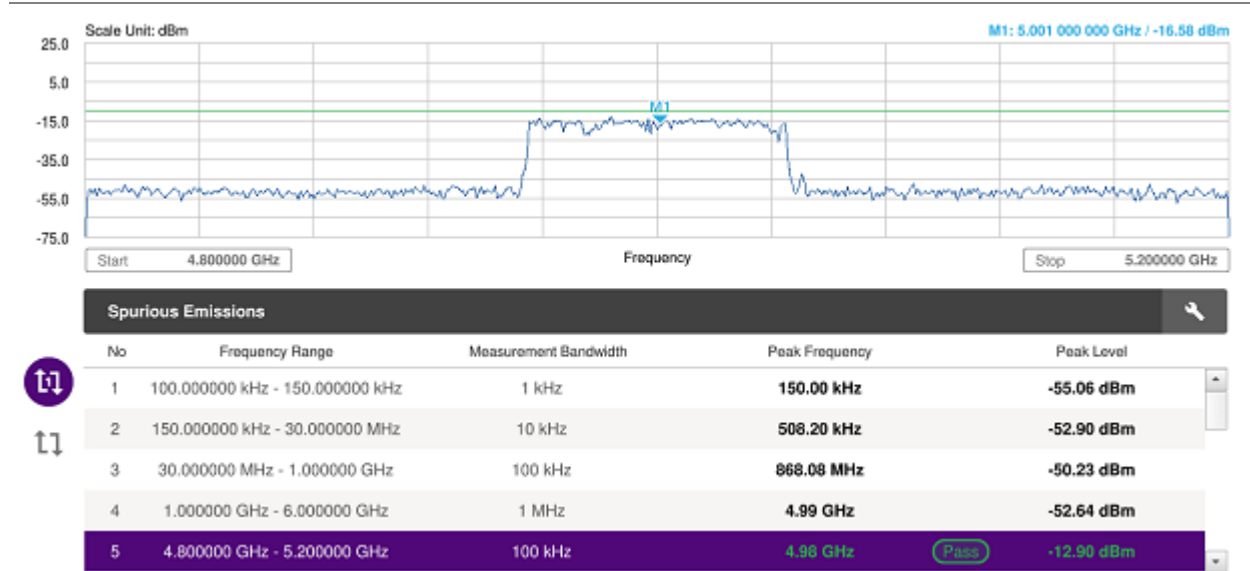 Scale Unit: dBm M1: 5.001 000 000 GHz / -16.58 dBm
25.0
5.0
M1
-15.0
-35.0
-55.0
-75.0
Start 4.800000 GHz Frequency Stop 5.200000 GHz
Spurious Emissions
No Frequency Range Measurement Bandwidth Peak Frequency Peak Level
1 100.000000 kHz - 150.000000 kHz 1 kHz 150.00 kHz -55.06 dBm
2 150.000000 kHz - 30.000000 MHz 10 kHz 508.20 kHz -52.90 dBm
3 30.000000 MHz - 1.000000 GHz 100 kHz 868.08 MHz -50.23 dBm
4 1.000000 GHz - 6.000000 GHz 1 MHz 4.99 GHz -52.64 dBm
5 4.800000 GHz - 5.200000 GHz 100 kHz 4.98 GHz Pass -12.90 dBm